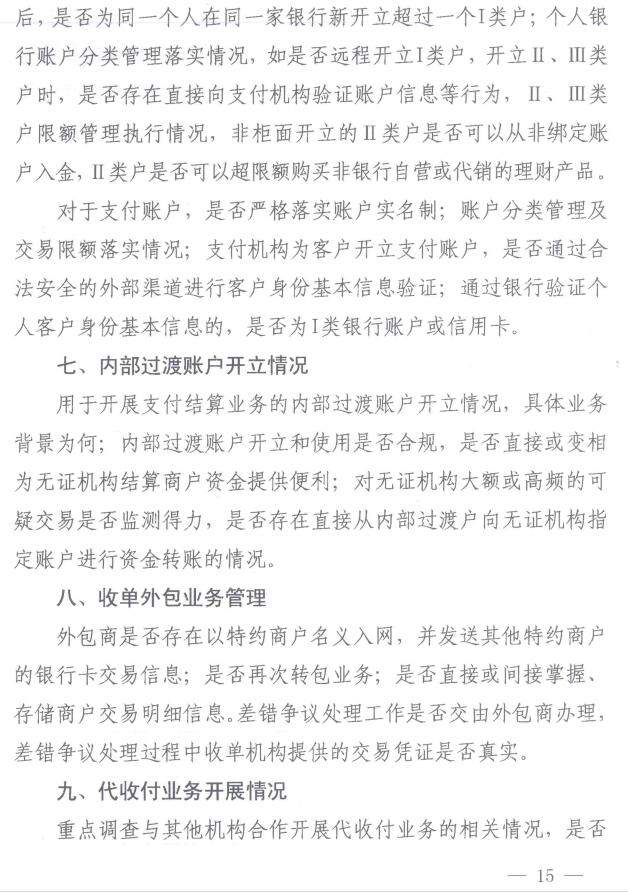 后，是否为同一个人在同一家银行新开立超过一个I类户；个人银
行账户分类管理落实情况，如是否远程开立I类户，开立Ⅱ、Ⅲ类
户时，是否存在直接向支付机构验证账户信息等行为，Ⅱ、Ⅲ类
户限额管理执行情况，非柜面开立的Ⅱ类户是否可以从非绑定账
户入金，Ⅱ类户是否可以超限额购买非银行自营或代销的理财产品。
对于支付账户，是否严格落实账户实名制；账户分类管理及
交易限额落实情况；支付机构为客户开立支付账户，是否通过合
法安全的外部渠道进行客户身份基本信息验证；通过银行验证个
人客户身份基本信息的，是否为I类银行账户或信用卡。
七、内部过渡账户开立情况
用于开展支付结算业务的内部过渡账户开立情况，具体业务
背景为何；内部过渡账户开立和使用是否合规，是否直接或变相
为无证机构结算商户资金提供便利；对无证机构大额或高频的可
疑交易是否监测得力，是否存在直接从内部过渡户向无证机构指
定账户进行资金转账的情况。
八、收单外包业务管理
外包商是否存在以特约商户名义入网，并发送其他特约商户
的银行卡交易信息；是否再次转包业务；是否直接或间接掌握、
存储商户交易明细信息。差错争议处理工作是否交由外包商办理，
差错争议处理过程中收单机构提供的交易凭证是否真实。
九、代收付业务开展情况
重点调查与其他机构合作开展代收付业务的相关情况，是否
— 15 —